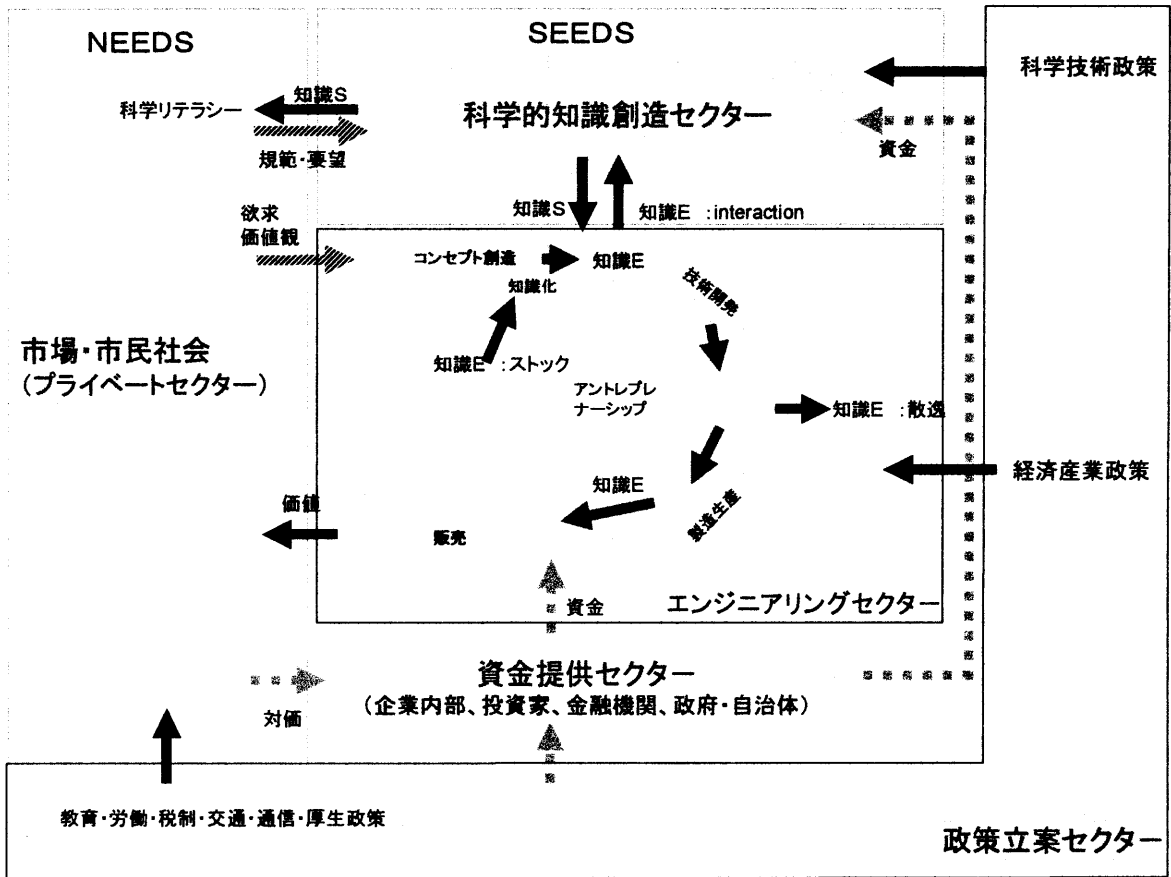 NEEDS
SEEDS
科学技術政策
科学リテラシー
知識S
科学的知識創造セクター
規範・要望
資金
知識S
知識E :interaction
欲求
価値観
コンセプト創造
知識E
知識化
技術開発
市場・市民社会
(プライベートセクター)
知識E :ストック
アントレプレ
ナーシップ
知識E :散逸
経済産業政策
知識E
価値
販売
製造生産
エンジニアリングセクター
資金
資金提供セクター
(企業内部、投資家、金融機関、政府・自治体)
対価
教育・労働・税制・交通・通信・厚生政策
政策立案セクター